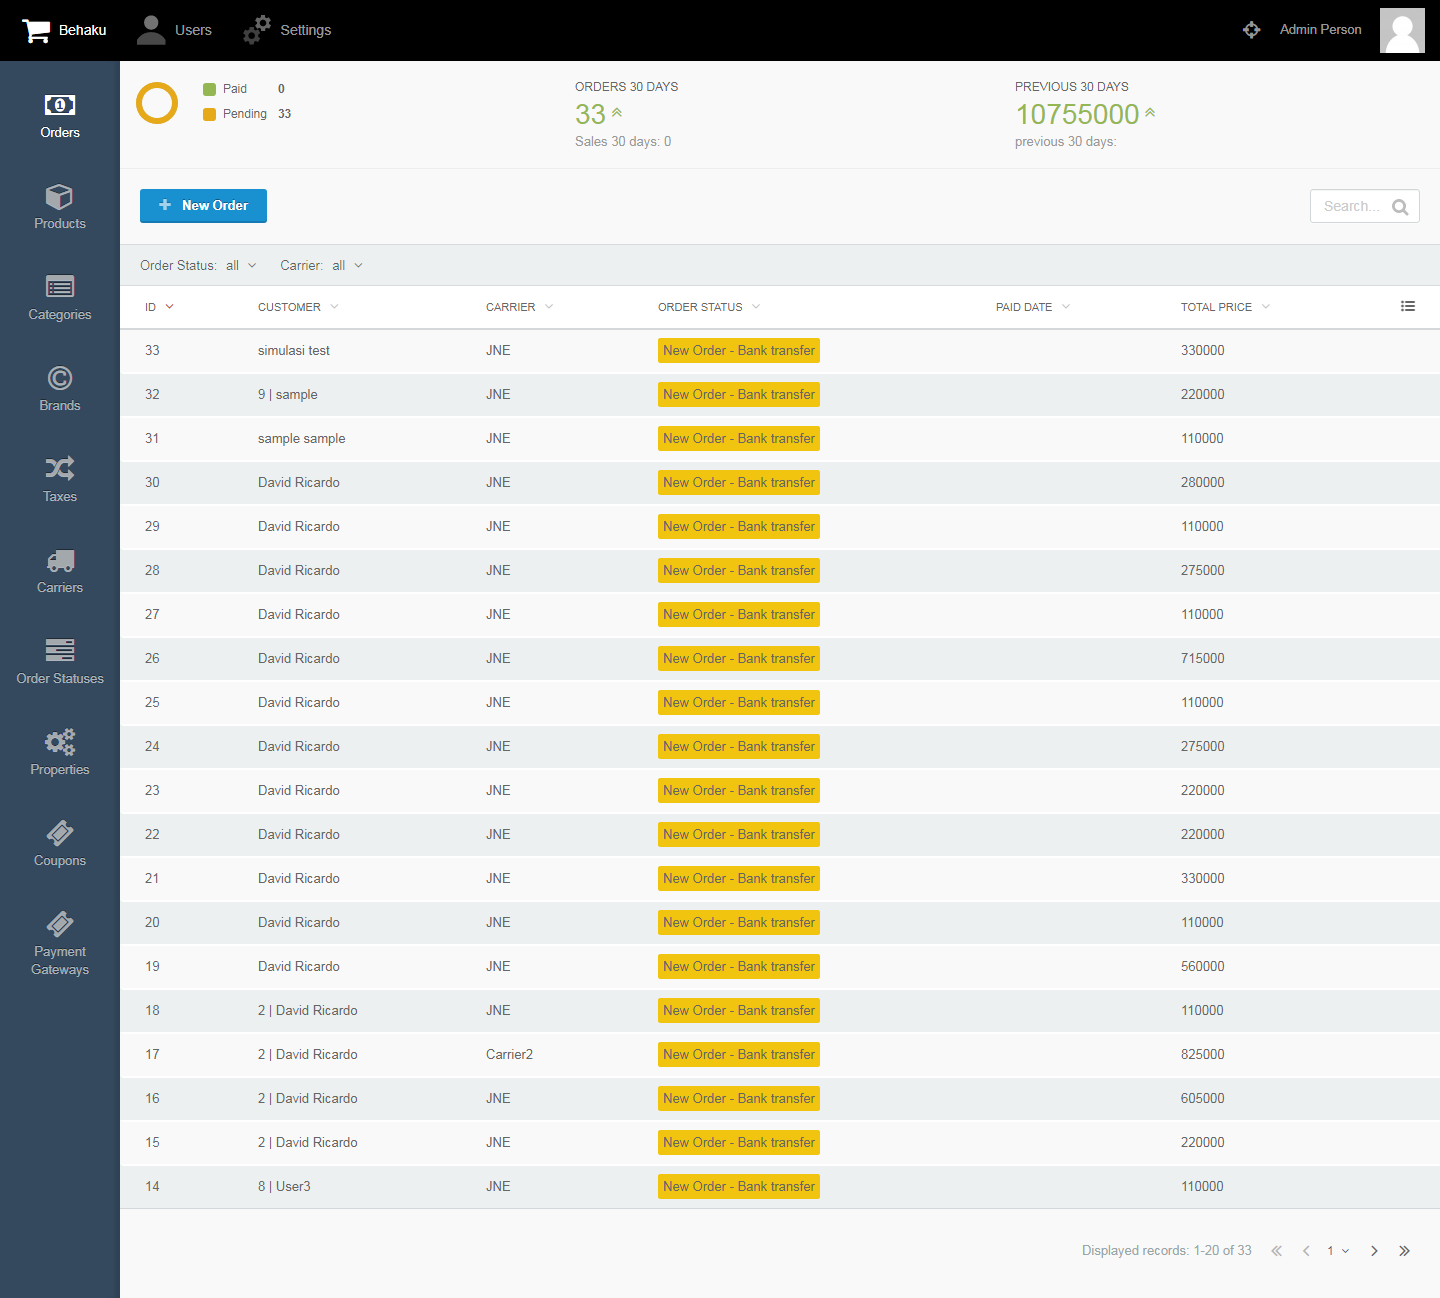 Behaku Users Settings Admin Person
Orders
Products
Categories
Brands
Taxes
Carriers
Order Statuses
Properties
Coupons
Payment
Gateways
Paid 0
Pending 33
ORDERS 30 DAYS
33
Sales 30 days: 0
PREVIOUS 30 DAYS
10755000
previous 30 days:
New Order
Search...
Order Status: all Carrier: all
ID CUSTOMER CARRIER ORDER STATUS PAID DATE TOTAL PRICE
33 simulasi test JNE New Order - Bank transfer 330000
32 9 | sample JNE New Order - Bank transfer 220000
31 sample sample JNE New Order - Bank transfer 110000
30 David Ricardo JNE New Order - Bank transfer 280000
29 David Ricardo JNE New Order - Bank transfer 110000
28 David Ricardo JNE New Order - Bank transfer 275000
27 David Ricardo JNE New Order - Bank transfer 110000
26 David Ricardo JNE New Order - Bank transfer 715000
25 David Ricardo JNE New Order - Bank transfer 110000
24 David Ricardo JNE New Order - Bank transfer 275000
23 David Ricardo JNE New Order - Bank transfer 220000
22 David Ricardo JNE New Order - Bank transfer 220000
21 David Ricardo JNE New Order - Bank transfer 330000
20 David Ricardo JNE New Order - Bank transfer 110000
19 David Ricardo JNE New Order - Bank transfer 560000
18 2 | David Ricardo JNE New Order - Bank transfer 110000
17 2 | David Ricardo Carrier2 New Order - Bank transfer 825000
16 2 | David Ricardo JNE New Order - Bank transfer 605000
15 2 | David Ricardo JNE New Order - Bank transfer 220000
14 8 | User3 JNE New Order - Bank transfer 110000
Displayed records: 1-20 of 33 1